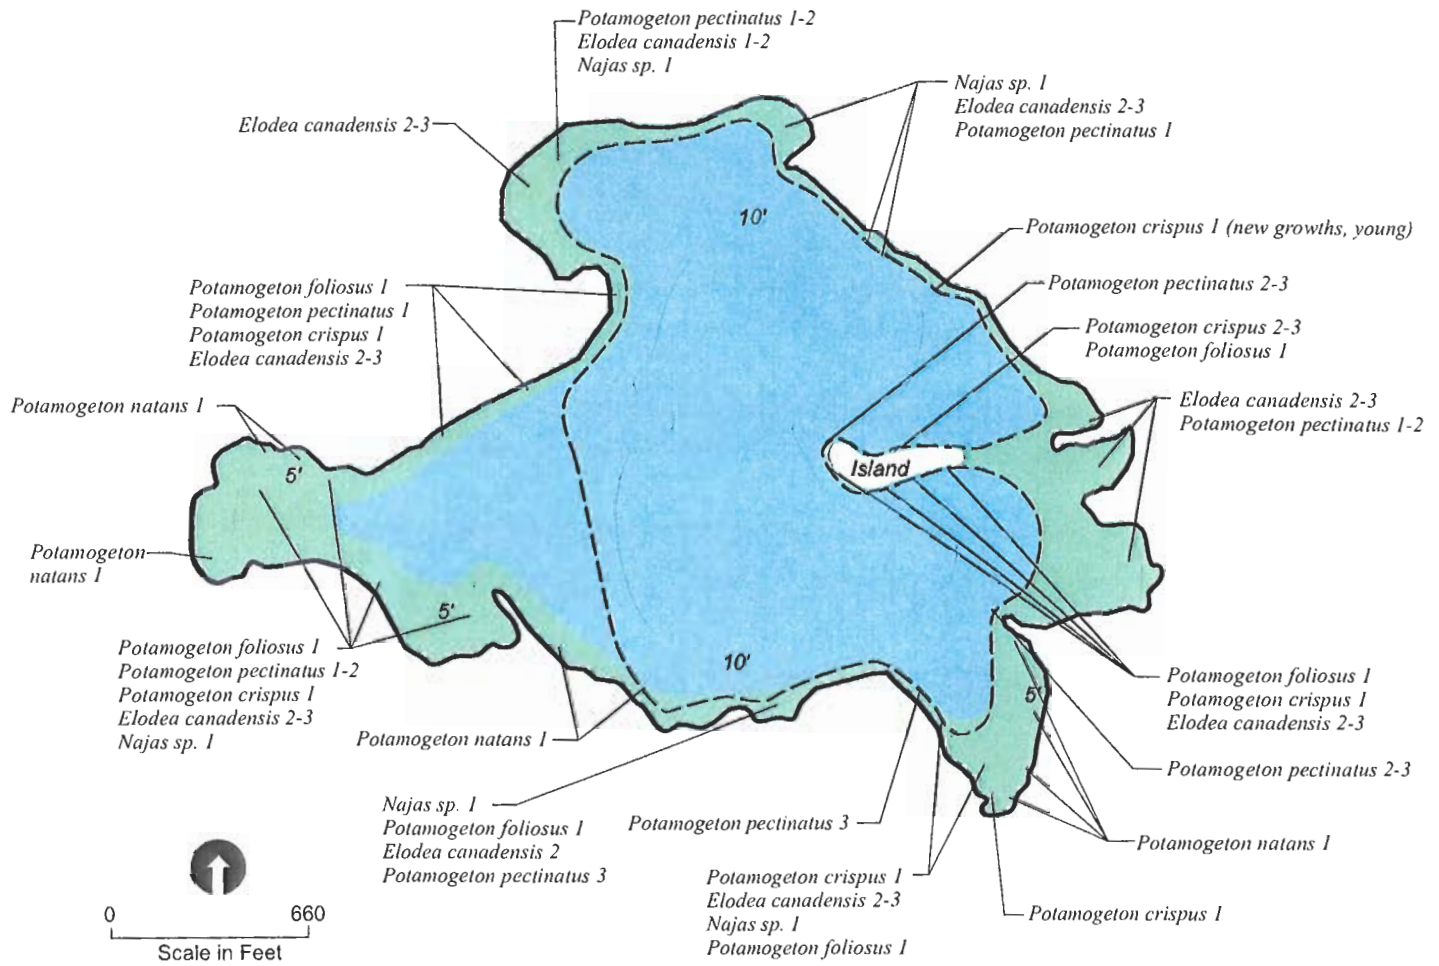 Potamogeton pectinatus 1-2
Elodea canadensis 1-2
Najas sp. 1
Najas sp. 1
Elodea canadensis 2-3
Potamogeton pectinatus 1
Elodea canadensis 2-3
10'
Potamogeton crispus 1 (new growths, young)
Potamogeton pectinatus 2-3
Potamogeton foliosus 1
Potamogeton pectinatus 1
Potamogeton crispus 1
Elodea canadensis 2-3
Potamogeton crispus 2-3
Potamogeton foliosus 1
Potamogeton natans 1
Elodea canadensis 2-3
Potamogeton pectinatus 1-2
5'
Island
Potamogeton
natans 1
5'
Potamogeton foliosus 1
Potamogeton pectinatus 1-2
Potamogeton crispus 1
Elodea canadensis 2-3
Najas sp. 1
10'
Potamogeton foliosus 1
Potamogeton crispus 1
Elodea canadensis 2-3
5'
Potamogeton natans 1
Potamogeton pectinatus 2-3
Najas sp. 1
Potamogeton foliosus 1
Elodea canadensis 2
Potamogeton pectinatus 3
Potamogeton pectinatus 3
Potamogeton natans 1
Potamogeton crispus 1
Elodea canadensis 2-3
Najas sp. 1
Potamogeton foliosus 1
Potamogeton crispus 1
0 660
Scale in Feet